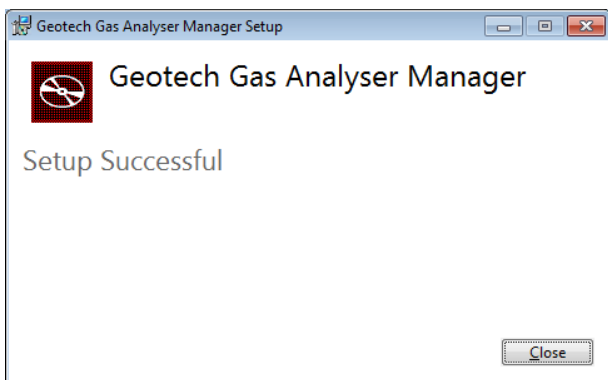 Geotech Gas Analyser Manager Setup
Geotech Gas Analyser Manager
Setup Successful
Close